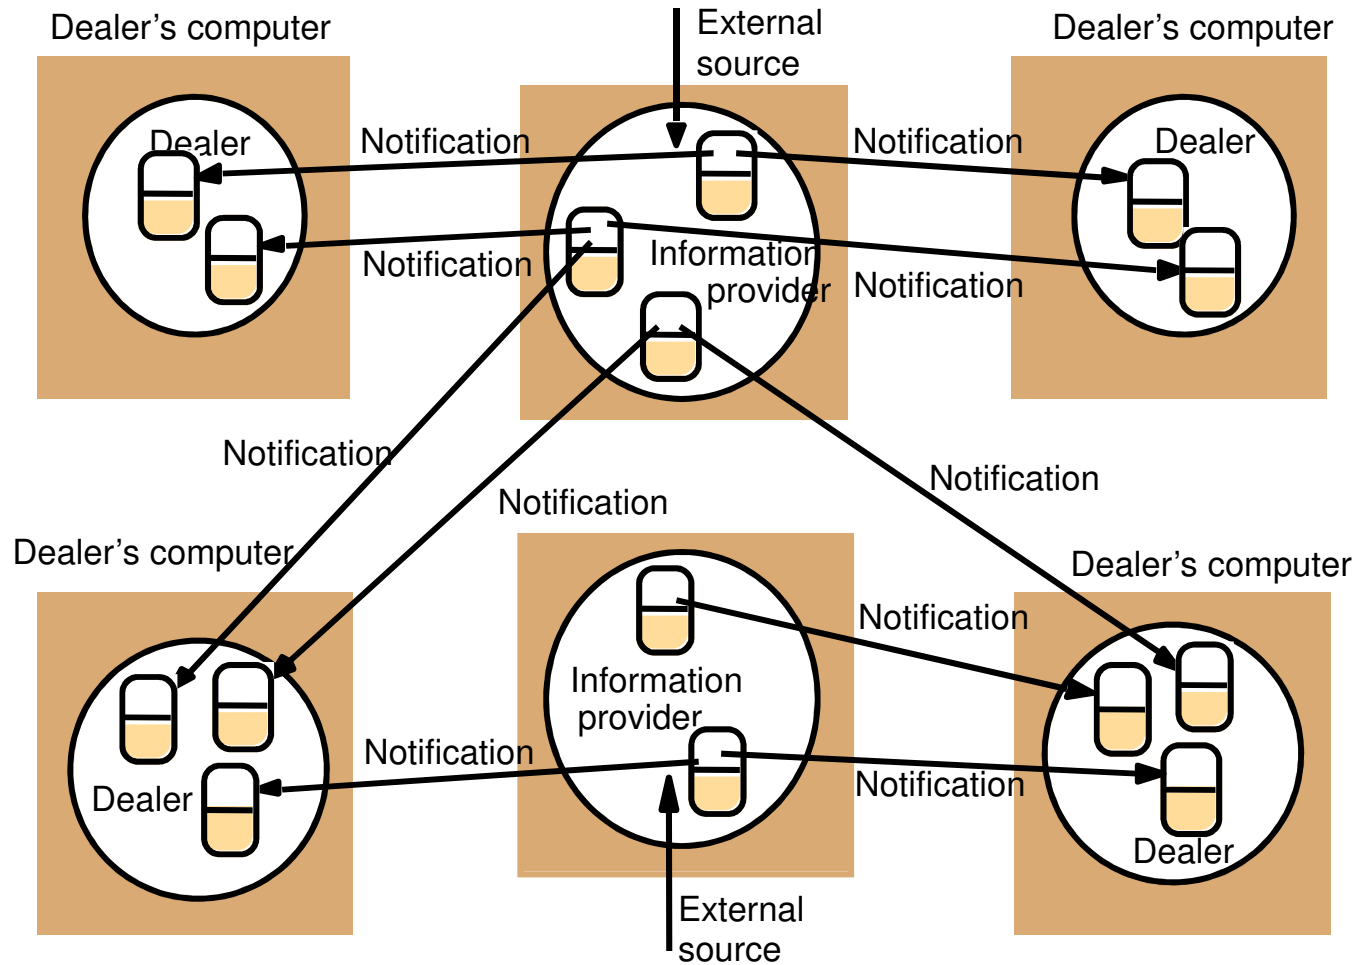 Dealer's computer
External
source
Dealer's computer
Dealer
Notification
Notification
Dealer
Notification
Information
provider
Notification
Notification
Notification
Notification
Dealer's computer
Dealer's computer
Notification
Information
provider
Notification
Notification
Dealer
Dealer
External
source